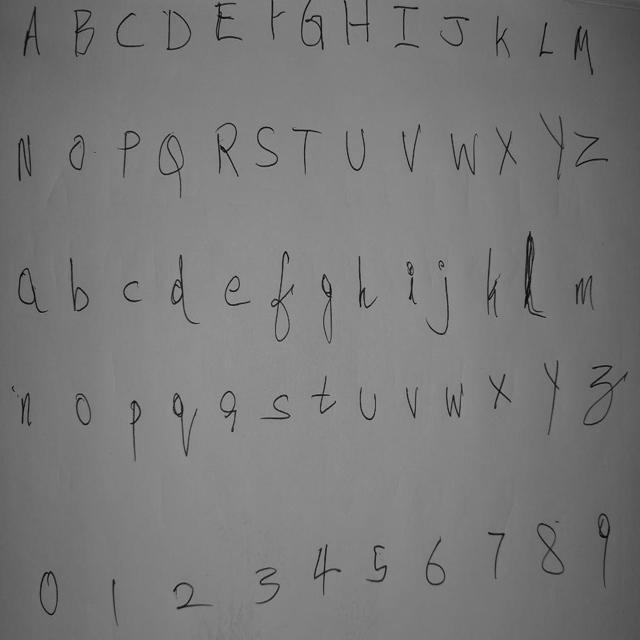 A B C D E F G H I J K L M
N O P Q R S T U V W X Y Z
a b c d e f g h i j k l m
n o p q r s t u v w x y z
0 1 2 3 4 5 6 7 8 9